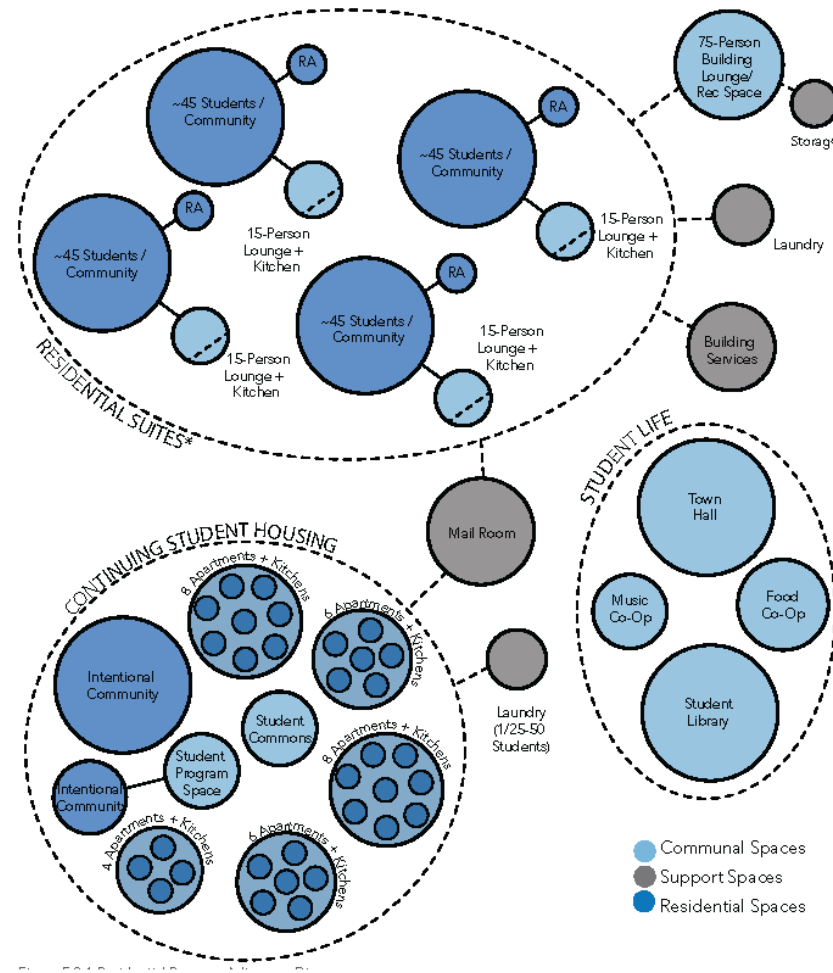 75-Person
Building
Lounge/
Rec Space
Storage
RA
~45 Students /
Community
15-Person
Lounge +
Kitchen
RA
~45 Students /
Community
15-Person
Lounge +
Kitchen
RA
~45 Students /
Community
15-Person
Lounge +
Kitchen
RA
~45 Students /
Community
15-Person
Lounge +
Kitchen
Laundry
Building
Services
RESIDENTIAL SUITES*
Mail Room
STUDENT LIFE
Town
Hall
Music
Co-Op
Food
Co-Op
Student
Library
CONTINUING STUDENT HOUSING
8 Apartments + Kitchens
6 Apartments + Kitchens
Intentional
Community
Student
Commons
Student
Program
Space
Intentional
Community
8 Apartments + Kitchens
4 Apartments + Kitchens
6 Apartments + Kitchens
Laundry
(1/25-50
Students)
Communal Spaces
Support Spaces
Residential Spaces